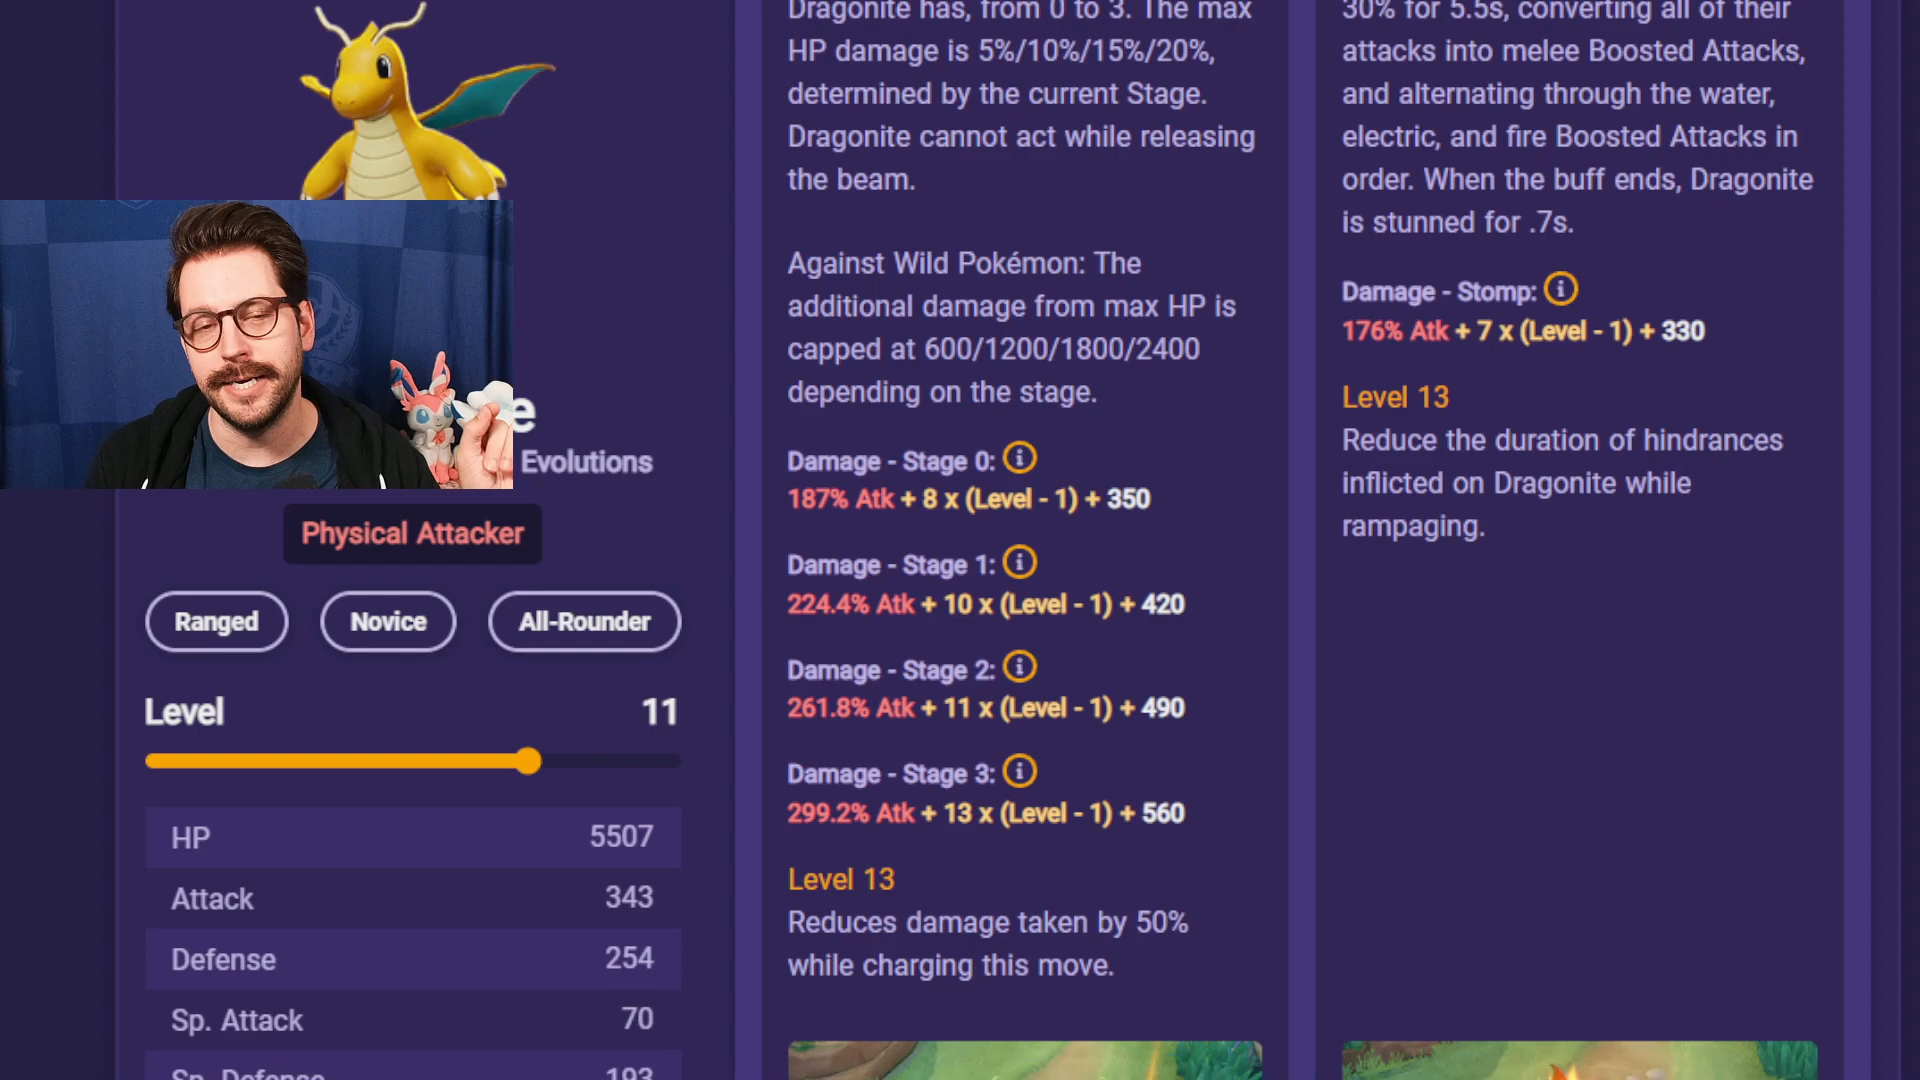 e
Evolutions
Physical Attacker
Ranged
Novice
All-Rounder
Level
11
HP
5507
Attack
343
Defense
254
Sp. Attack
70
Sp. Defense
193
Dragonite has, from 0 to 3. The max
HP damage is 5%/10%/15%/20%,
determined by the current Stage.
Dragonite cannot act while releasing
the beam.
Against Wild Pokémon: The
additional damage from max HP is
capped at 600/1200/1800/2400
depending on the stage.
Damage - Stage 0:
187% Atk + 8 x (Level - 1) + 350
Damage - Stage 1:
224.4% Atk + 10 x (Level - 1) + 420
Damage - Stage 2:
261.8% Atk + 11 x (Level - 1) + 490
Damage - Stage 3:
299.2% Atk + 13 x (Level - 1) + 560
Level 13
Reduces damage taken by 50%
while charging this move.
30% for 5.5s, converting all of their
attacks into melee Boosted Attacks,
and alternating through the water,
electric, and fire Boosted Attacks in
order. When the buff ends, Dragonite
is stunned for .7s.
Damage - Stomp:
176% Atk + 7 x (Level - 1) + 330
Level 13
Reduce the duration of hindrances
inflicted on Dragonite while
rampaging.